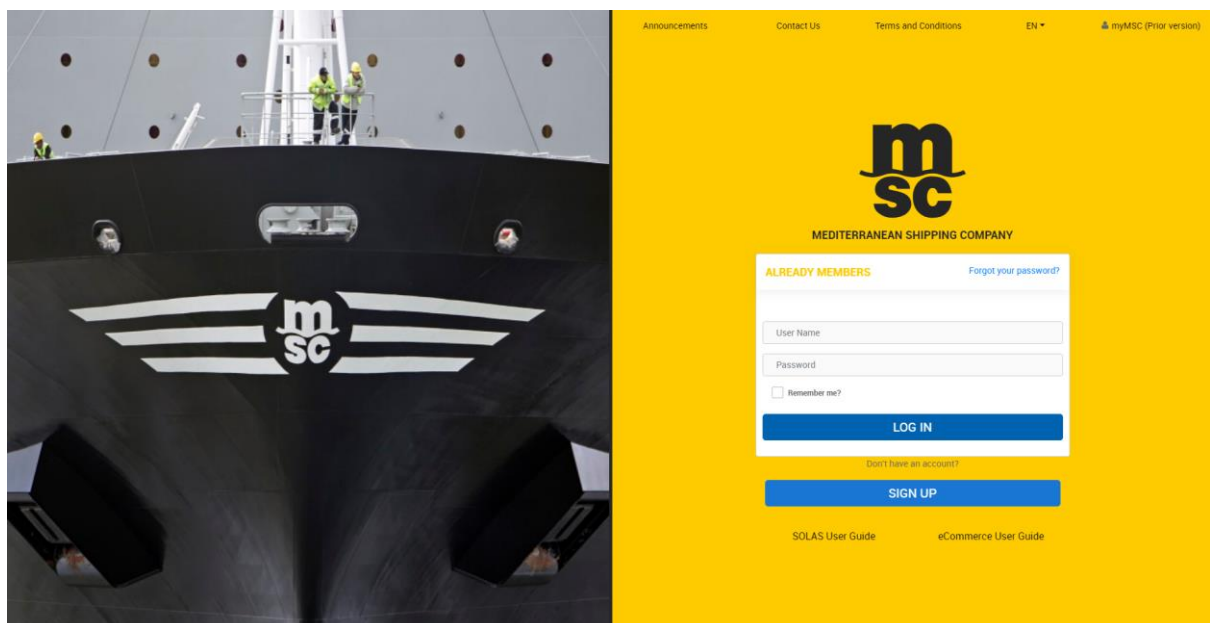 Announcements
Contact Us
Terms and Conditions
EN
myMSC (Prior version)
msc
MEDITERRANEAN SHIPPING COMPANY
ALREADY MEMBERS
Forgot your password?
User Name
Password
Remember me?
LOG IN
Don't have an account?
SIGN UP
SOLAS User Guide
eCommerce User Guide
msc